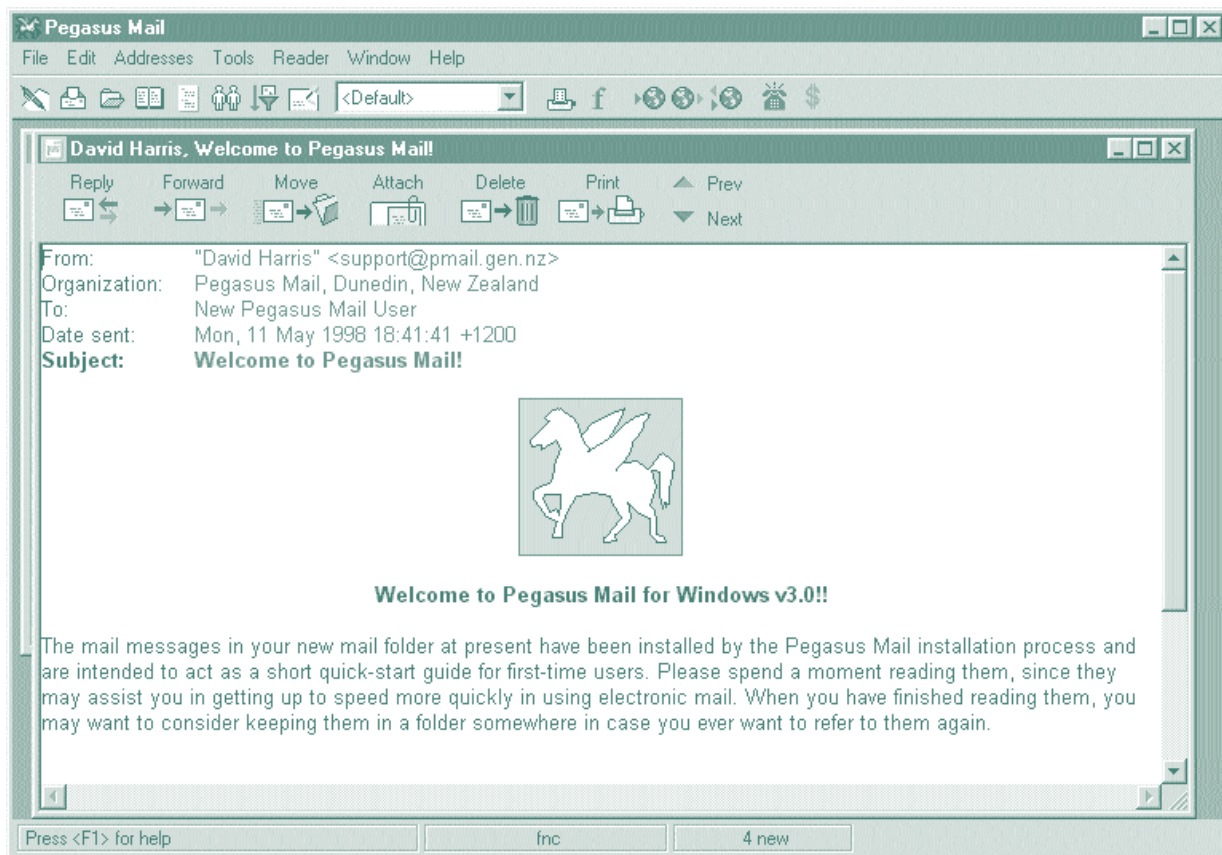 Pegasus Mail
File Edit Addresses Tools Reader Window Help
<Default>
David Harris, Welcome to Pegasus Mail!
Reply Forward Move Attach Delete Print Prev
Next
From: "David Harris" <support@pmail.gen.nz>
Organization: Pegasus Mail, Dunedin, New Zealand
To: New Pegasus Mail User
Date sent: Mon, 11 May 1998 18:41:41 +1200
Subject: Welcome to Pegasus Mail!
Welcome to Pegasus Mail for Windows v3.0!!
The mail messages in your new mail folder at present have been installed by the Pegasus Mail installation process and
are intended to act as a short quick-start guide for first-time users. Please spend a moment reading them, since they
may assist you in getting up to speed more quickly in using electronic mail. When you have finished reading them, you
may want to consider keeping them in a folder somewhere in case you ever want to refer to them again.
Press <F1> for help fnc 4 new